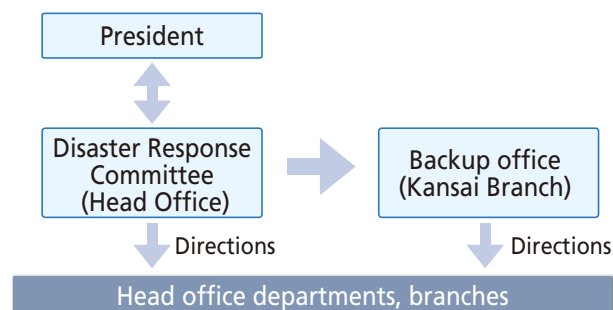 President
Disaster Response
Committee
(Head Office)
Backup office
(Kansai Branch)
Directions
Directions
Head office departments, branches